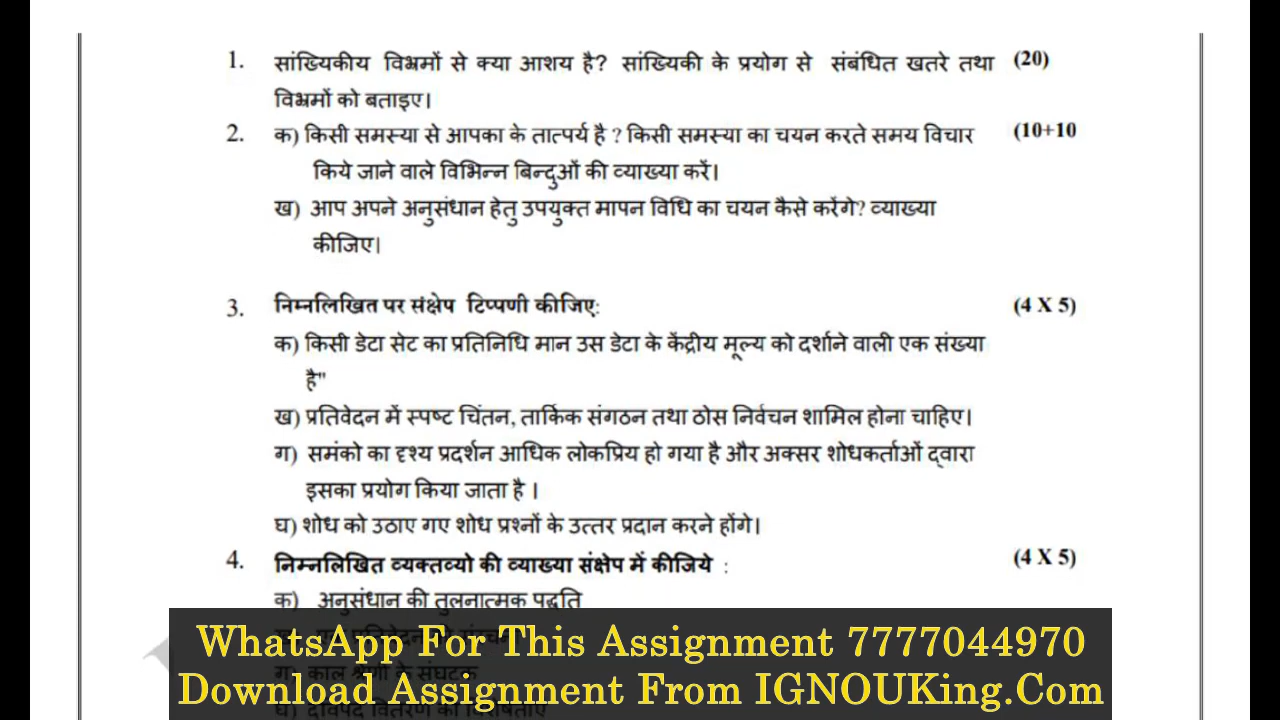 1. सांख्यिकीय विभ्रमों से क्या आशय है? सांख्यिकी के प्रयोग से संबंधित खतरे तथा (20)
विभ्रमों को बताइए।
2. क) किसी समस्या से आपका के तात्पर्य है ? किसी समस्या का चयन करते समय विचार (10+10
किये जाने वाले विभिन्न बिन्दुओं की व्याख्या करें।
ख) आप अपने अनुसंधान हेतु उपयुक्त मापन विधि का चयन कैसे करेंगे? व्याख्या
कीजिए।
3. निम्नलिखित पर संक्षेप टिप्पणी कीजिए: (4 X 5)
क) किसी डेटा सेट का प्रतिनिधि मान उस डेटा के केंद्रीय मूल्य को दर्शाने वाली एक संख्या
है"
ख) प्रतिवेदन में स्पष्ट चिंतन, तार्किक संगठन तथा ठोस निर्वचन शामिल होना चाहिए।
ग) समंको का दृश्य प्रदर्शन आधिक लोकप्रिय हो गया है और अक्सर शोधकर्ताओं द्वारा
इसका प्रयोग किया जाता है ।
घ) शोध को उठाए गए शोध प्रश्नों के उत्तर प्रदान करने होंगे।
4. निम्नलिखित व्यक्तव्यो की व्याख्या संक्षेप में कीजिये : (4 X 5)
क) अनुसंधान की तुलनात्मक पद्धति
WhatsApp For This Assignment 7777044970
ग) काल श्रेणी के संघटक
Download Assignment From IGNOUKing.Com